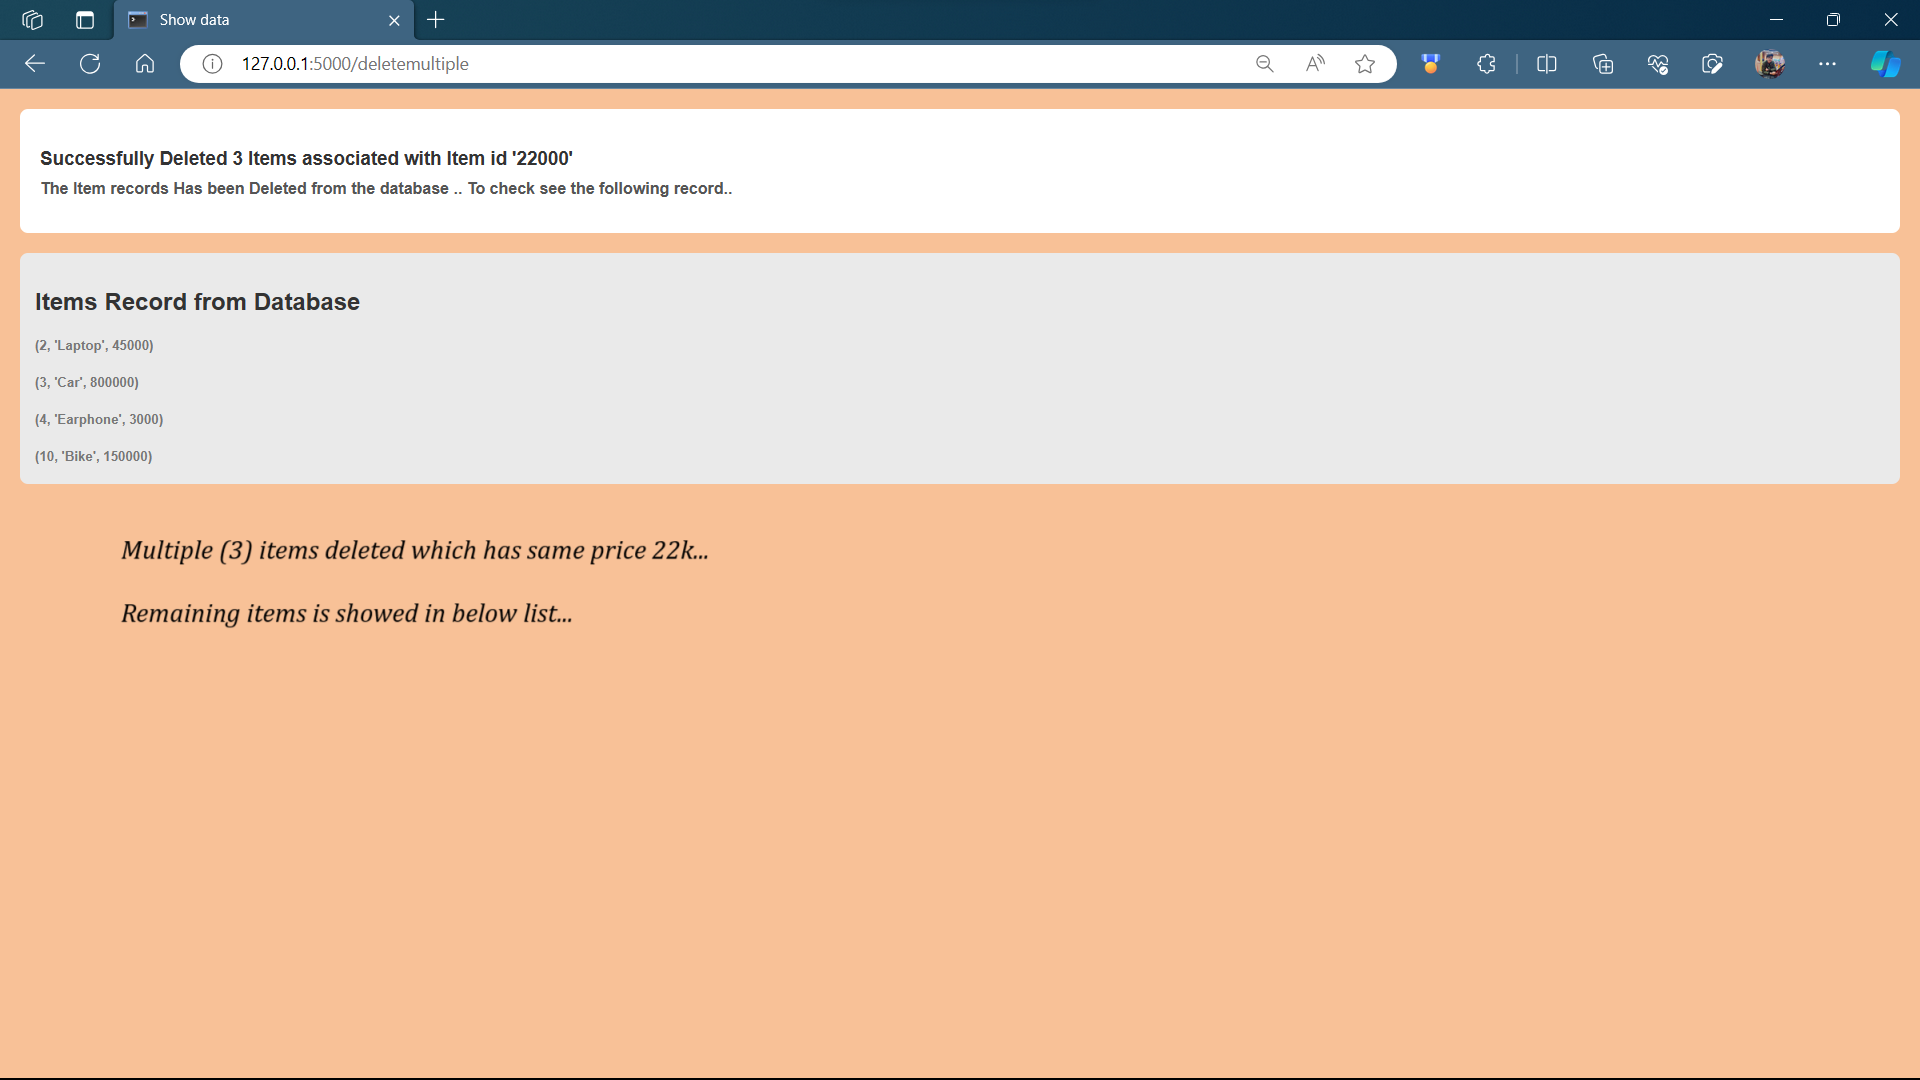 Show data
127.0.0.1:5000/deletemultiple
Successfully Deleted 3 Items associated with Item id '22000'
The Item records Has been Deleted from the database .. To check see the following record..
Items Record from Database
(2, 'Laptop', 45000)
(3, 'Car', 800000)
(4, 'Earphone', 3000)
(10, 'Bike', 150000)
Multiple (3) items deleted which has same price 22k...
Remaining items is showed in below list...